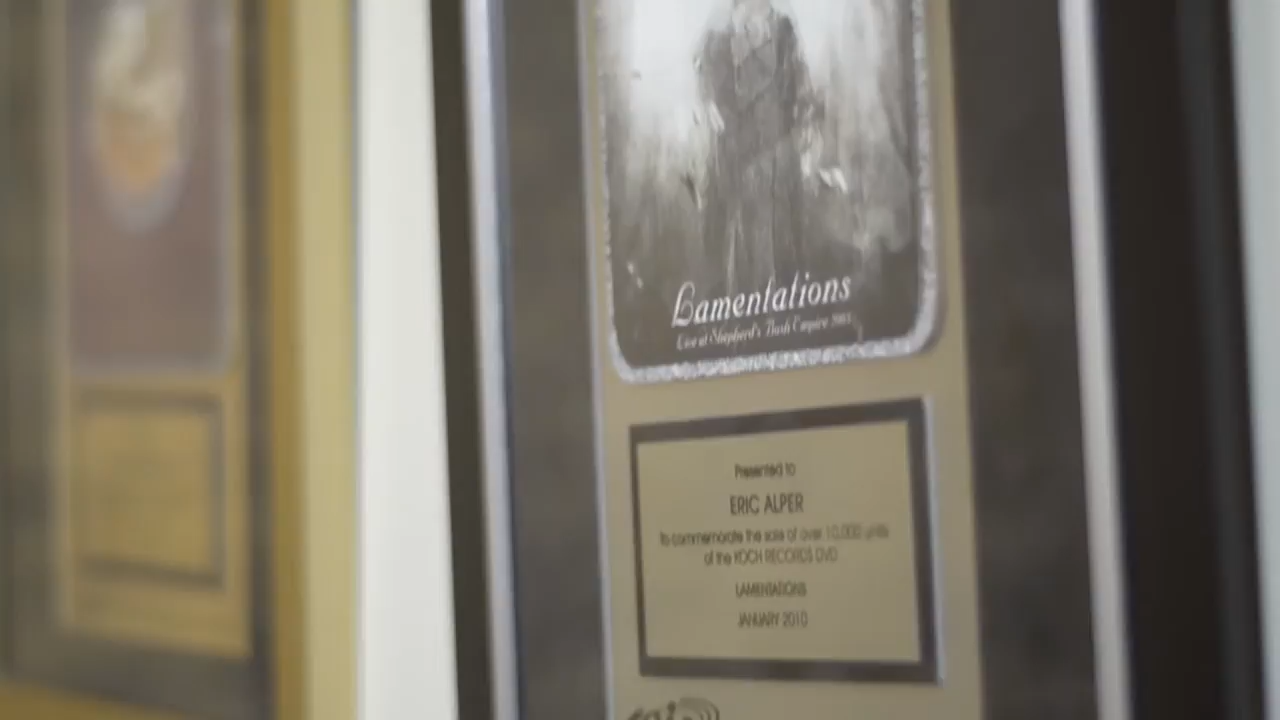 Lamentations
Live at Shepherd's Bush Empire 2003
Presented to
ERIC ALPER
to commemorate the sale of over 10,000 units
of the KOCH RECORDS DVD
LAMENTATIONS
JANUARY 2010